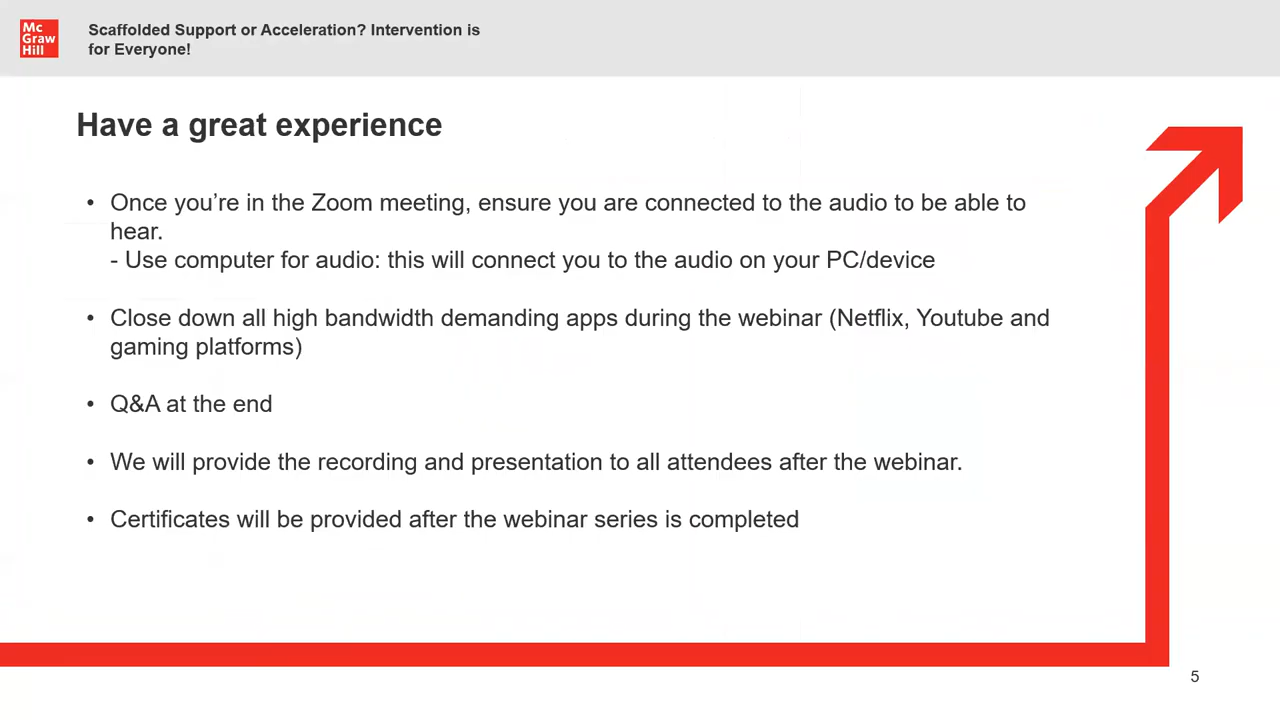 Mc
Graw
Hill
Scaffolded Support or Acceleration? Intervention is
for Everyone!
Have a great experience
• Once you’re in the Zoom meeting, ensure you are connected to the audio to be able to
hear.
- Use computer for audio: this will connect you to the audio on your PC/device
• Close down all high bandwidth demanding apps during the webinar (Netflix, Youtube and
gaming platforms)
• Q&A at the end
• We will provide the recording and presentation to all attendees after the webinar.
• Certificates will be provided after the webinar series is completed
5